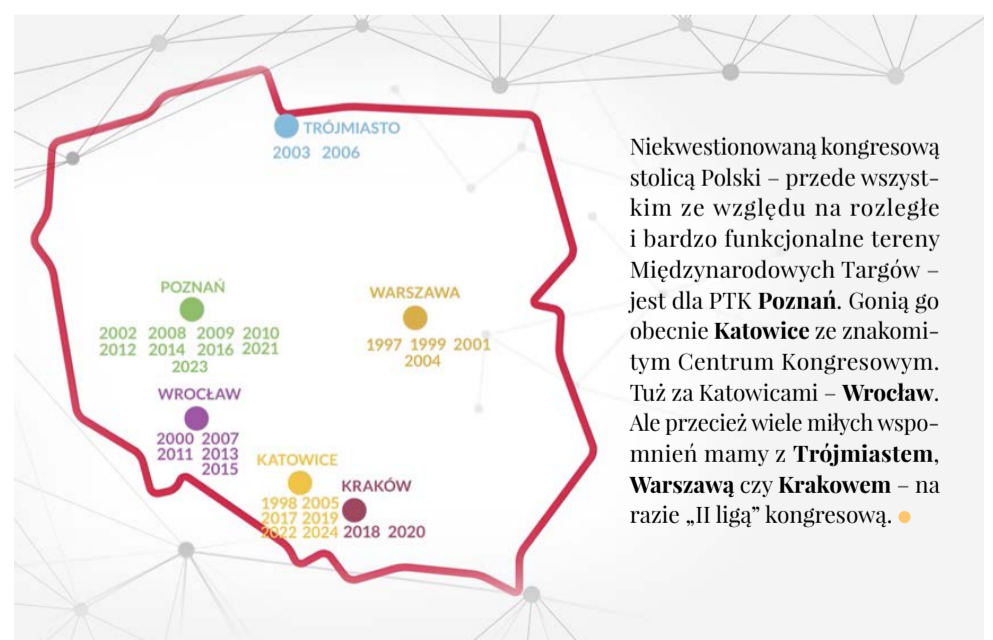 TRÓJMIASTO
2003 2006
POZNAŃ
2002 2008 2009 2010
2012 2014 2016 2021
2023
WARSZAWA
1997 1999 2001
2004
WROCŁAW
2000 2007
2011 2013
2015
KATOWICE
1998 2005
2017 2019
2022 2024
KRAKÓW
2018 2020
Niekwestionowaną kongresową
stolicą Polski – przede wszyst-
kim ze względu na rozległe
i bardzo funkcjonalne tereny
Międzynarodowych Targów –
jest dla PTK Poznań. Gonią go
obecnie Katowice ze znakomi-
tym Centrum Kongresowym.
Tuż za Katowicami – Wrocław.
Ale przecież wiele miłych wspo-
mnień mamy z Trójmiastem,
Warszawą czy Krakowem – na
razie „II ligą” kongresową.